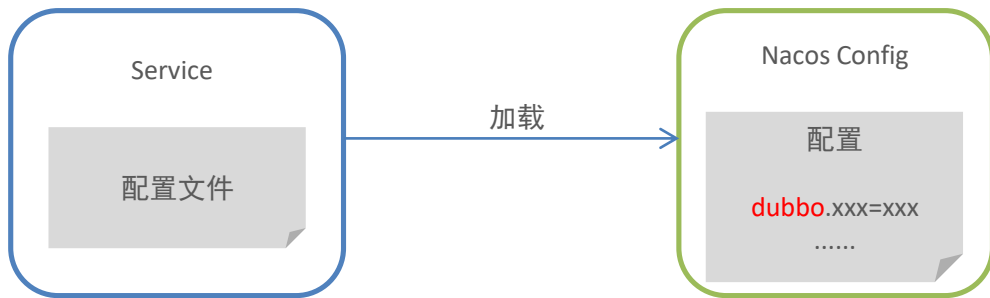 Service
配置文件
加载
Nacos Config
配置
dubbo.xxx=xxx
......